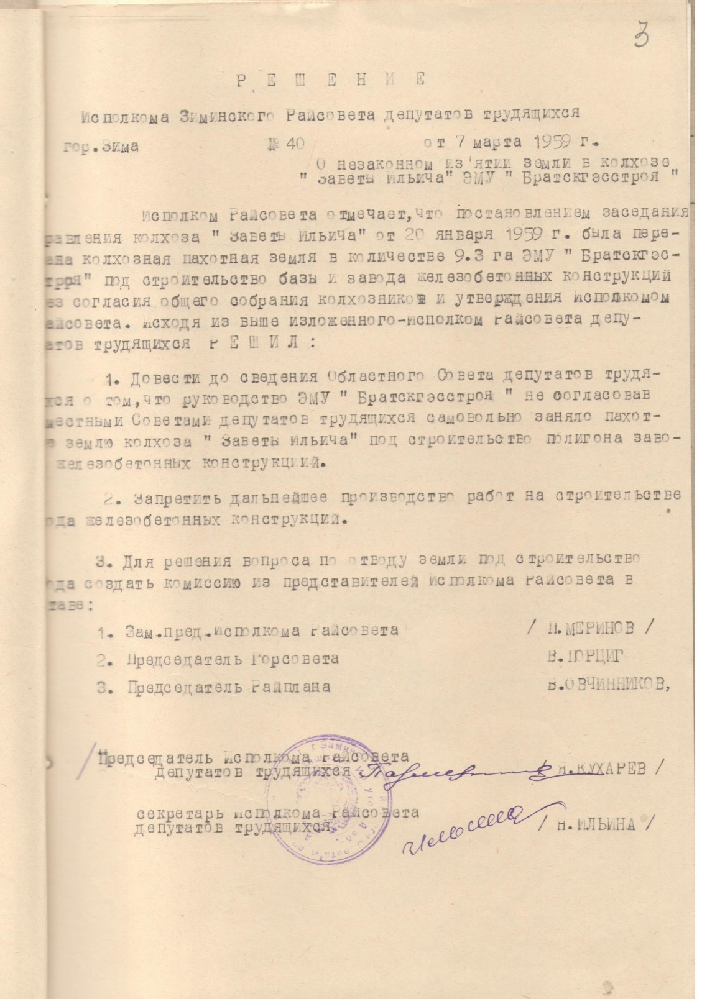 3
Р Е Ш Е Н И Е
Исполкома Зиминского Райсовета депутатов трудящихся
гор.Зима № 40 от 7 марта 1959 г.
О незаконном из'ятии земли в колхозе
" Заветы Ильича" ЭМУ " Братскгэсстроя "
Исполком Райсовета отмечает,что постановлением заседания
равления колхоза " Заветы Ильича" от 20 января 1959 г. была пере-
ана колхозная пахотная земля в количестве 9.3 га ЭМУ " Братскгэс-
троя" под строительство базы и завода железобетонных конструкций
ез согласия общего собрания колхозников и утверждения Исполкомом
айсовета. Исходя из выше изложенного-Исполком Райсовета депу-
атов трудящихся Р Е Ш И Л :
1. Довести до сведения Областного Совета депутатов трудя-
хся о том,что руководство ЭМУ " Братскгэсстроя " не согласовав
местными Советами депутатов трудящихся самовольно заняло пахот-
ю землю колхоза " Заветы Ильича" под строительство полигона заво-
железобетонных конструкциий.
2. Запретить дальнейшее производство работ на строительстве
ода железобетонных конструкций.
3. Для решения вопроса по отводу земли под строительство
ода создать комиссию из представителей Исполкома Райсовета в
таве:
1. Зам.пред.Исполкома Райсовета / П.МЕРИНОВ /
2. Председатель Горсовета В.ТОРЦИГ
3. Председатель Райплана В.ОВЧИННИКОВ,
Председатель Исполкома Райсовета
депутатов трудящихся / Н.КУХАРЕВ /
секретарь Исполкома Райсовета
депутатов трудящихся / Н.ИЛЬИНА /